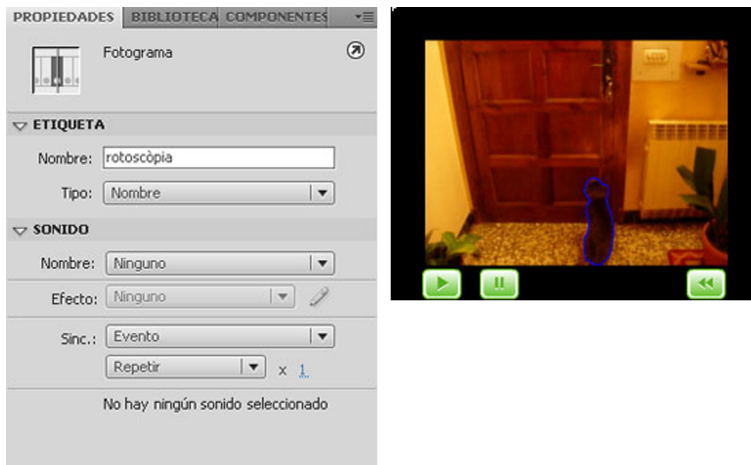 PROPIEDADES BIBLIOTECA COMPONENTES
Fotograma
ETIQUETA
Nombre: rotoscòpia
Tipo: Nombre
SONIDO
Nombre: Ninguno
Efecto: Ninguno
Sinc.: Evento
Repetir x 1
No hay ningún sonido seleccionado